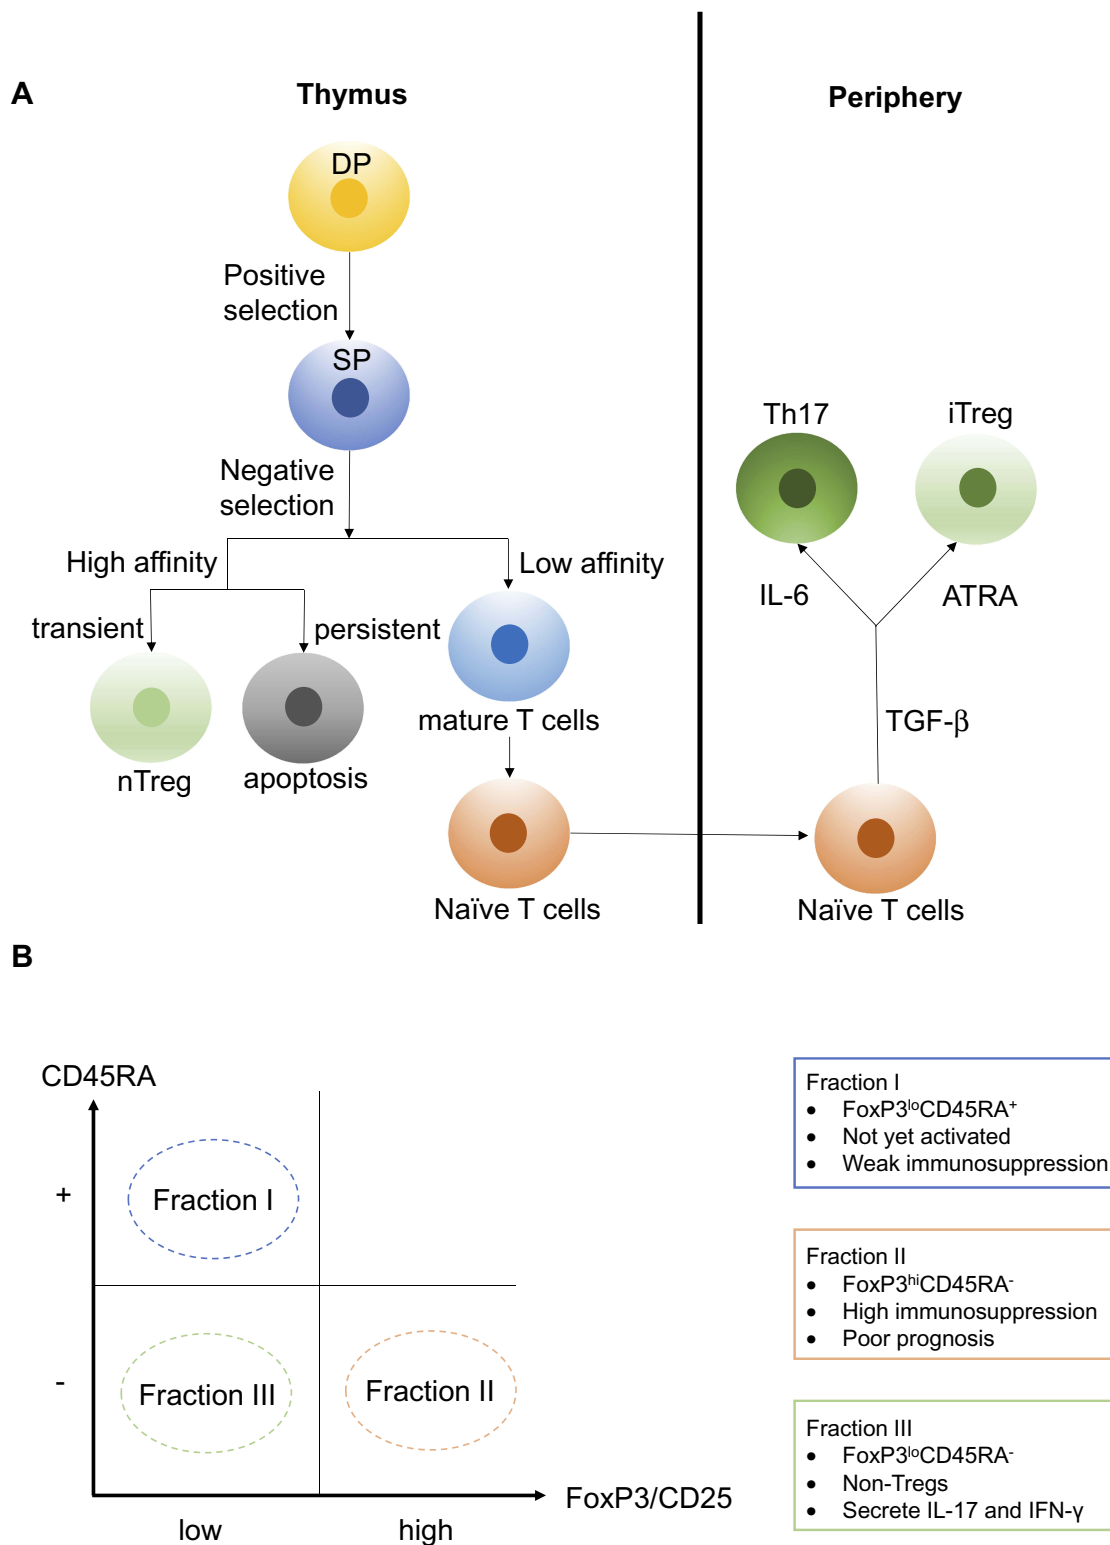 A
Thymus
Periphery
DP
Positive
selection
SP
Th17
iTreg
Negative
selection
High affinity
Low affinity
IL-6
ATRA
transient
persistent
mature T cells
TGF-β
nTreg
apoptosis
Naïve T cells
Naïve T cells
B
CD45RA
+
-
Fraction I
Fraction III
Fraction II
low
high
FoxP3/CD25
Fraction I
• FoxP3loCD45RA+
• Not yet activated
• Weak immunosuppression
Fraction II
• FoxP3hiCD45RA-
• High immunosuppression
• Poor prognosis
Fraction III
• FoxP3loCD45RA-
• Non-Tregs
• Secrete IL-17 and IFN-γ